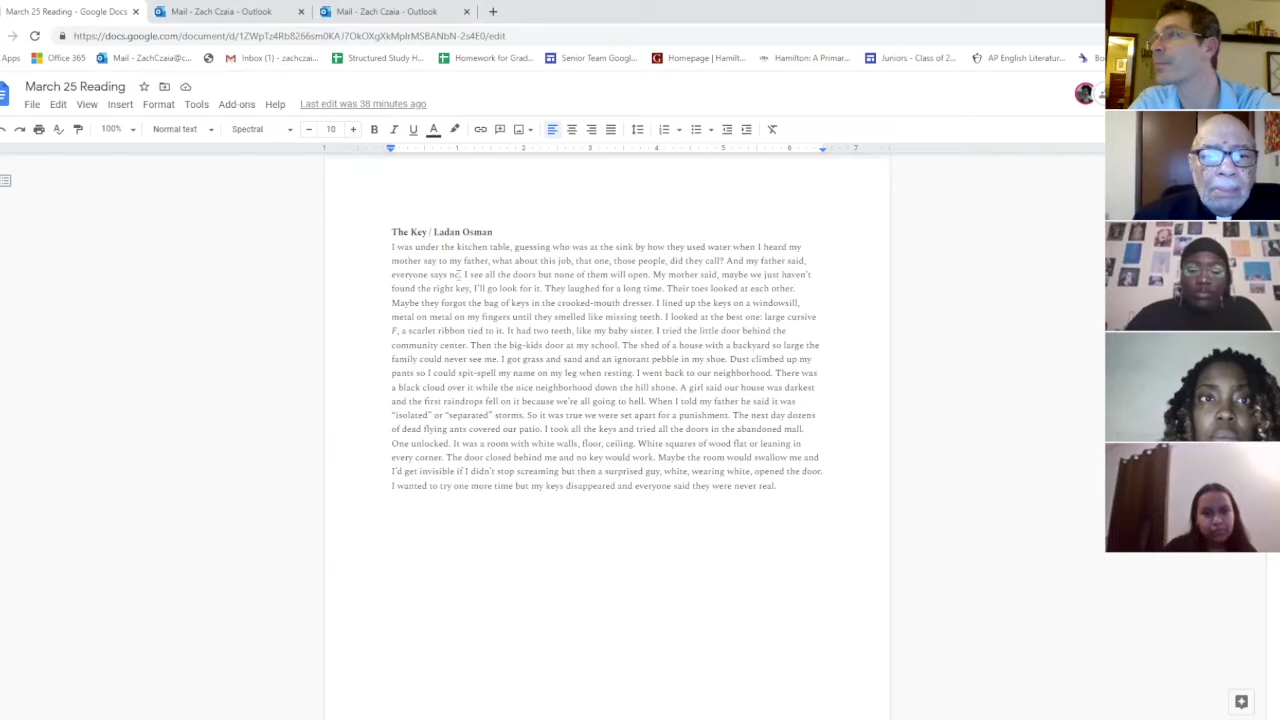 March 25 Reading - Google Docs
Mail - Zach Czaia - Outlook
Mail - Zach Czaia - Outlook
https://docs.google.com/document/d/1ZWpTz4Rb8266sm0KAJ7OkOXgXkMplrMSBANbN-2s4E0/edit
Apps Office 365 Mail - ZachCzaia@c... Inbox (1) - zachczai... Structured Study H... Homework for Grad... Senior Team Googl... Homepage | Hamilt... Hamilton: A Primar... Juniors - Class of 2... AP English Literatur... Bo
March 25 Reading
File Edit View Insert Format Tools Add-ons Help Last edit was 38 minutes ago
100% Normal text Spectral 10 B I U A
1 1 2 3 4 5 6 7
The Key / Ladan Osman
I was under the kitchen table, guessing who was at the sink by how they used water when I heard my
mother say to my father, what about this job, that one, those people, did they call? And my father said,
everyone says no. I see all the doors but none of them will open. My mother said, maybe we just haven't
found the right key, I'll go look for it. They laughed for a long time. Their toes looked at each other.
Maybe they forgot the bag of keys in the crooked-mouth dresser. I lined up the keys on a windowsill,
metal on metal on my fingers until they smelled like missing teeth. I looked at the best one: large cursive
F, a scarlet ribbon tied to it. It had two teeth, like my baby sister. I tried the little door behind the
community center. Then the big-kids door at my school. The shed of a house with a backyard so large the
family could never see me. I got grass and sand and an ignorant pebble in my shoe. Dust climbed up my
pants so I could spit-spell my name on my leg when resting. I went back to our neighborhood. There was
a black cloud over it while the nice neighborhood down the hill shone. A girl said our house was darkest
and the first raindrops fell on it because we're all going to hell. When I told my father he said it was
"isolated" or "separated" storms. So it was true we were set apart for a punishment. The next day dozens
of dead flying ants covered our patio. I took all the keys and tried all the doors in the abandoned mall.
One unlocked. It was a room with white walls, floor, ceiling. White squares of wood flat or leaning in
every corner. The door closed behind me and no key would work. Maybe the room would swallow me and
I'd get invisible if I didn't stop screaming but then a surprised guy, white, wearing white, opened the door.
I wanted to try one more time but my keys disappeared and everyone said they were never real.